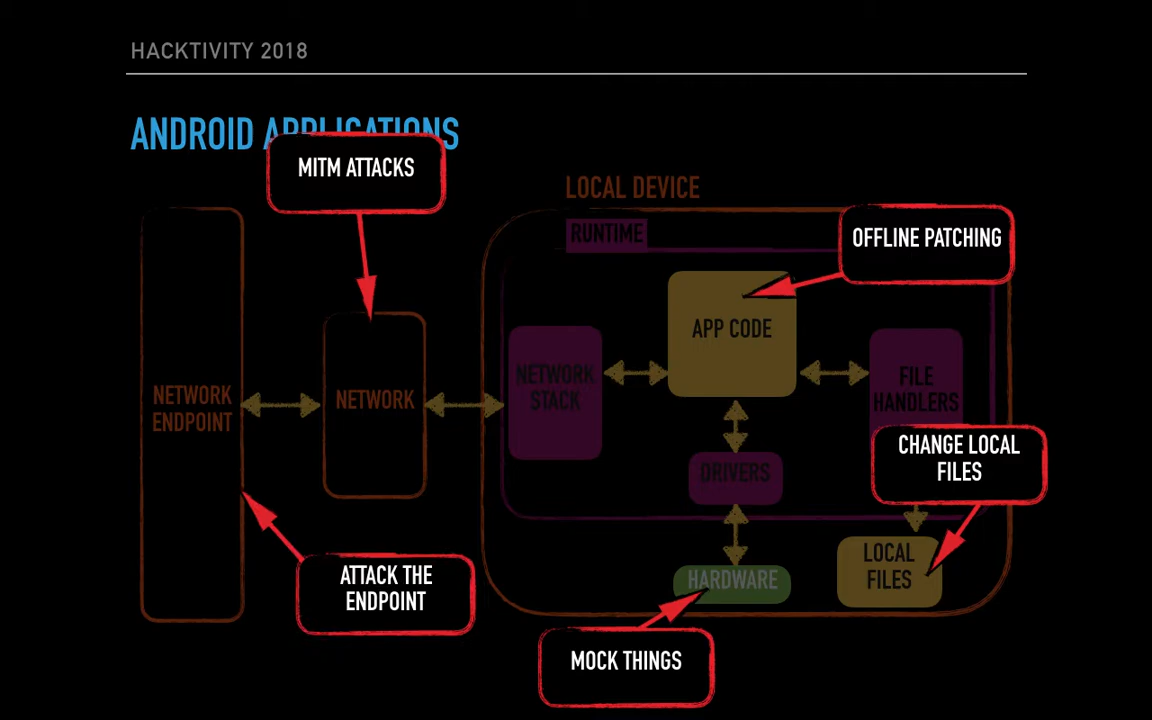 HACKTIVITY 2018
ANDROID APPLICATIONS
MITM ATTACKS
LOCAL DEVICE
RUNTIME
OFFLINE PATCHING
APP CODE
NETWORK
STACK
FILE
HANDLERS
NETWORK
ENDPOINT
NETWORK
CHANGE LOCAL
FILES
DRIVERS
LOCAL
FILES
HARDWARE
ATTACK THE
ENDPOINT
MOCK THINGS